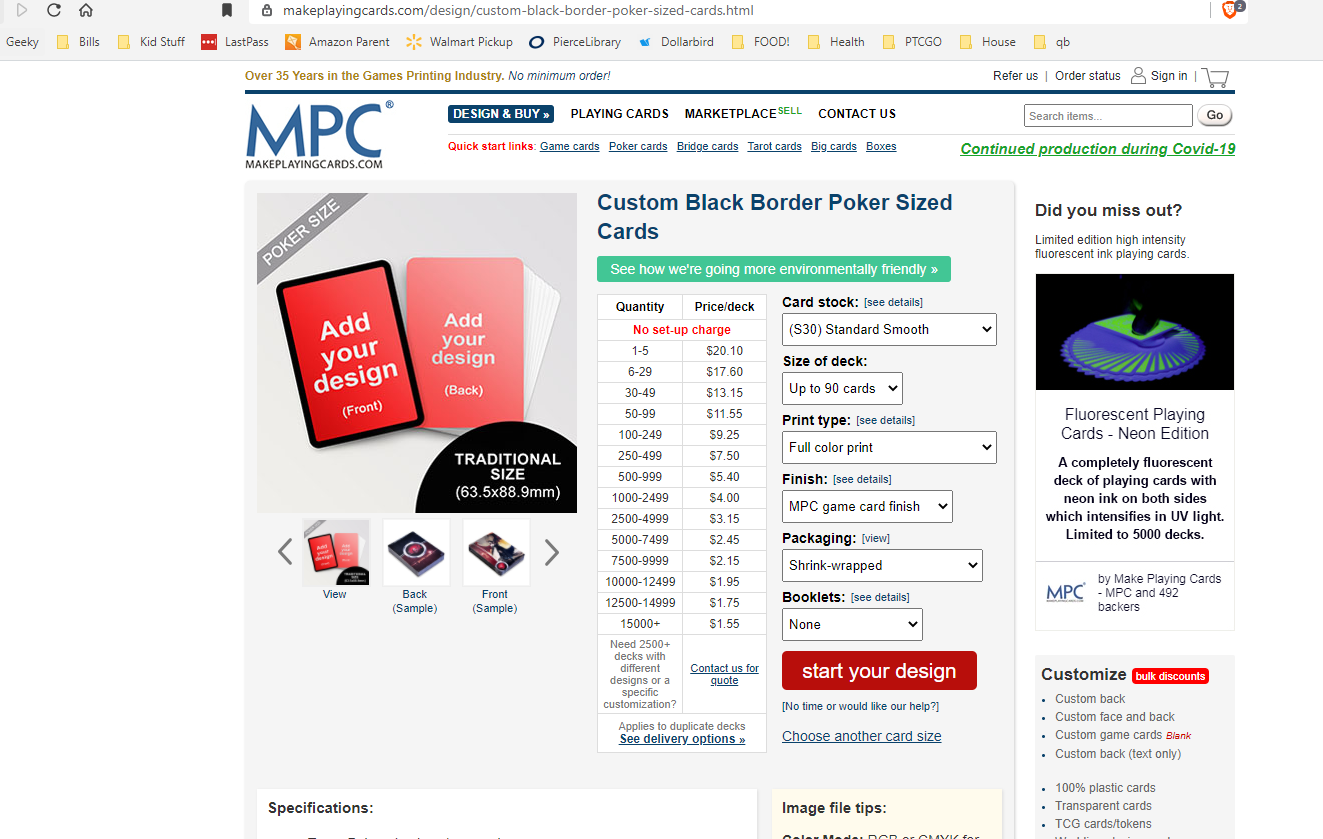 makeplayingcards.com/design/custom-black-border-poker-sized-cards.html
2
Geeky Bills Kid Stuff LastPass Amazon Parent Walmart Pickup PierceLibrary Dollarbird FOOD! Health PTCGO House qb
Over 35 Years in the Games Printing Industry. No minimum order!
Refer us | Order status Sign in |
MPC®
MAKEPLAYINGCARDS.COM
DESIGN & BUY » PLAYING CARDS MARKETPLACE SELL CONTACT US
Search items... Go
Quick start links: Game cards Poker cards Bridge cards Tarot cards Big cards Boxes
Continued production during Covid-19
POKER SIZE
Add
your
design
(Front)
Add
your
design
(Back)
TRADITIONAL
SIZE
(63.5x88.9mm)
View
Back
(Sample)
Front
(Sample)
Custom Black Border Poker Sized
Cards
See how we're going more environmentally friendly »
Quantity Price/deck
No set-up charge
1-5 $20.10
6-29 $17.60
30-49 $13.15
50-99 $11.55
100-249 $9.25
250-499 $7.50
500-999 $5.40
1000-2499 $4.00
2500-4999 $3.15
5000-7499 $2.45
7500-9999 $2.15
10000-12499 $1.95
12500-14999 $1.75
15000+ $1.55
Need 2500+
decks with
different
designs or a
specific
customization?
Contact us for
quote
Applies to duplicate decks
See delivery options »
Card stock: [see details]
(S30) Standard Smooth
Size of deck:
Up to 90 cards
Print type: [see details]
Full color print
Finish: [see details]
MPC game card finish
Packaging: [view]
Shrink-wrapped
Booklets: [see details]
None
start your design
[No time or would like our help?]
Choose another card size
Did you miss out?
Limited edition high intensity
fluorescent ink playing cards.
Fluorescent Playing
Cards - Neon Edition
A completely fluorescent
deck of playing cards with
neon ink on both sides
which intensifies in UV light.
Limited to 5000 decks.
MPC
by Make Playing Cards
- MPC and 492
backers
Customize bulk discounts
Custom back
Custom face and back
Custom game cards Blank
Custom back (text only)
100% plastic cards
Transparent cards
TCG cards/tokens
Specifications:
Image file tips:
Color Mode: RGB or CMYK for